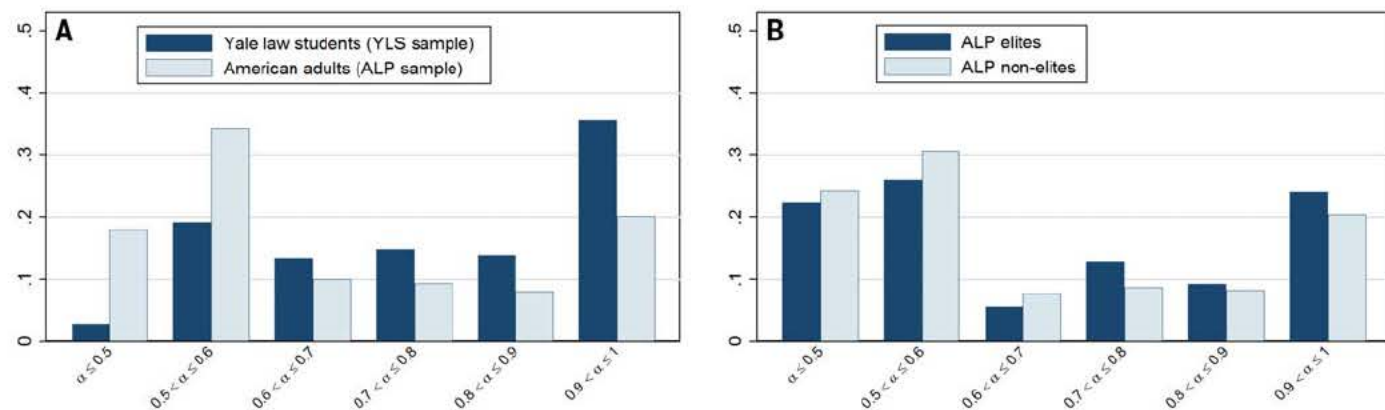 A
Yale law students (YLS sample)
American adults (ALP sample)
.5
.4
.3
.2
.1
0
α ≤ 0.5
0.5 < α ≤ 0.6
0.6 < α ≤ 0.7
0.7 < α ≤ 0.8
0.8 < α ≤ 0.9
0.9 < α ≤ 1
B
ALP elites
ALP non-elites
.5
.4
.3
.2
.1
0
α ≤ 0.5
0.5 < α ≤ 0.6
0.6 < α ≤ 0.7
0.7 < α ≤ 0.8
0.8 < α ≤ 0.9
0.9 < α ≤ 1